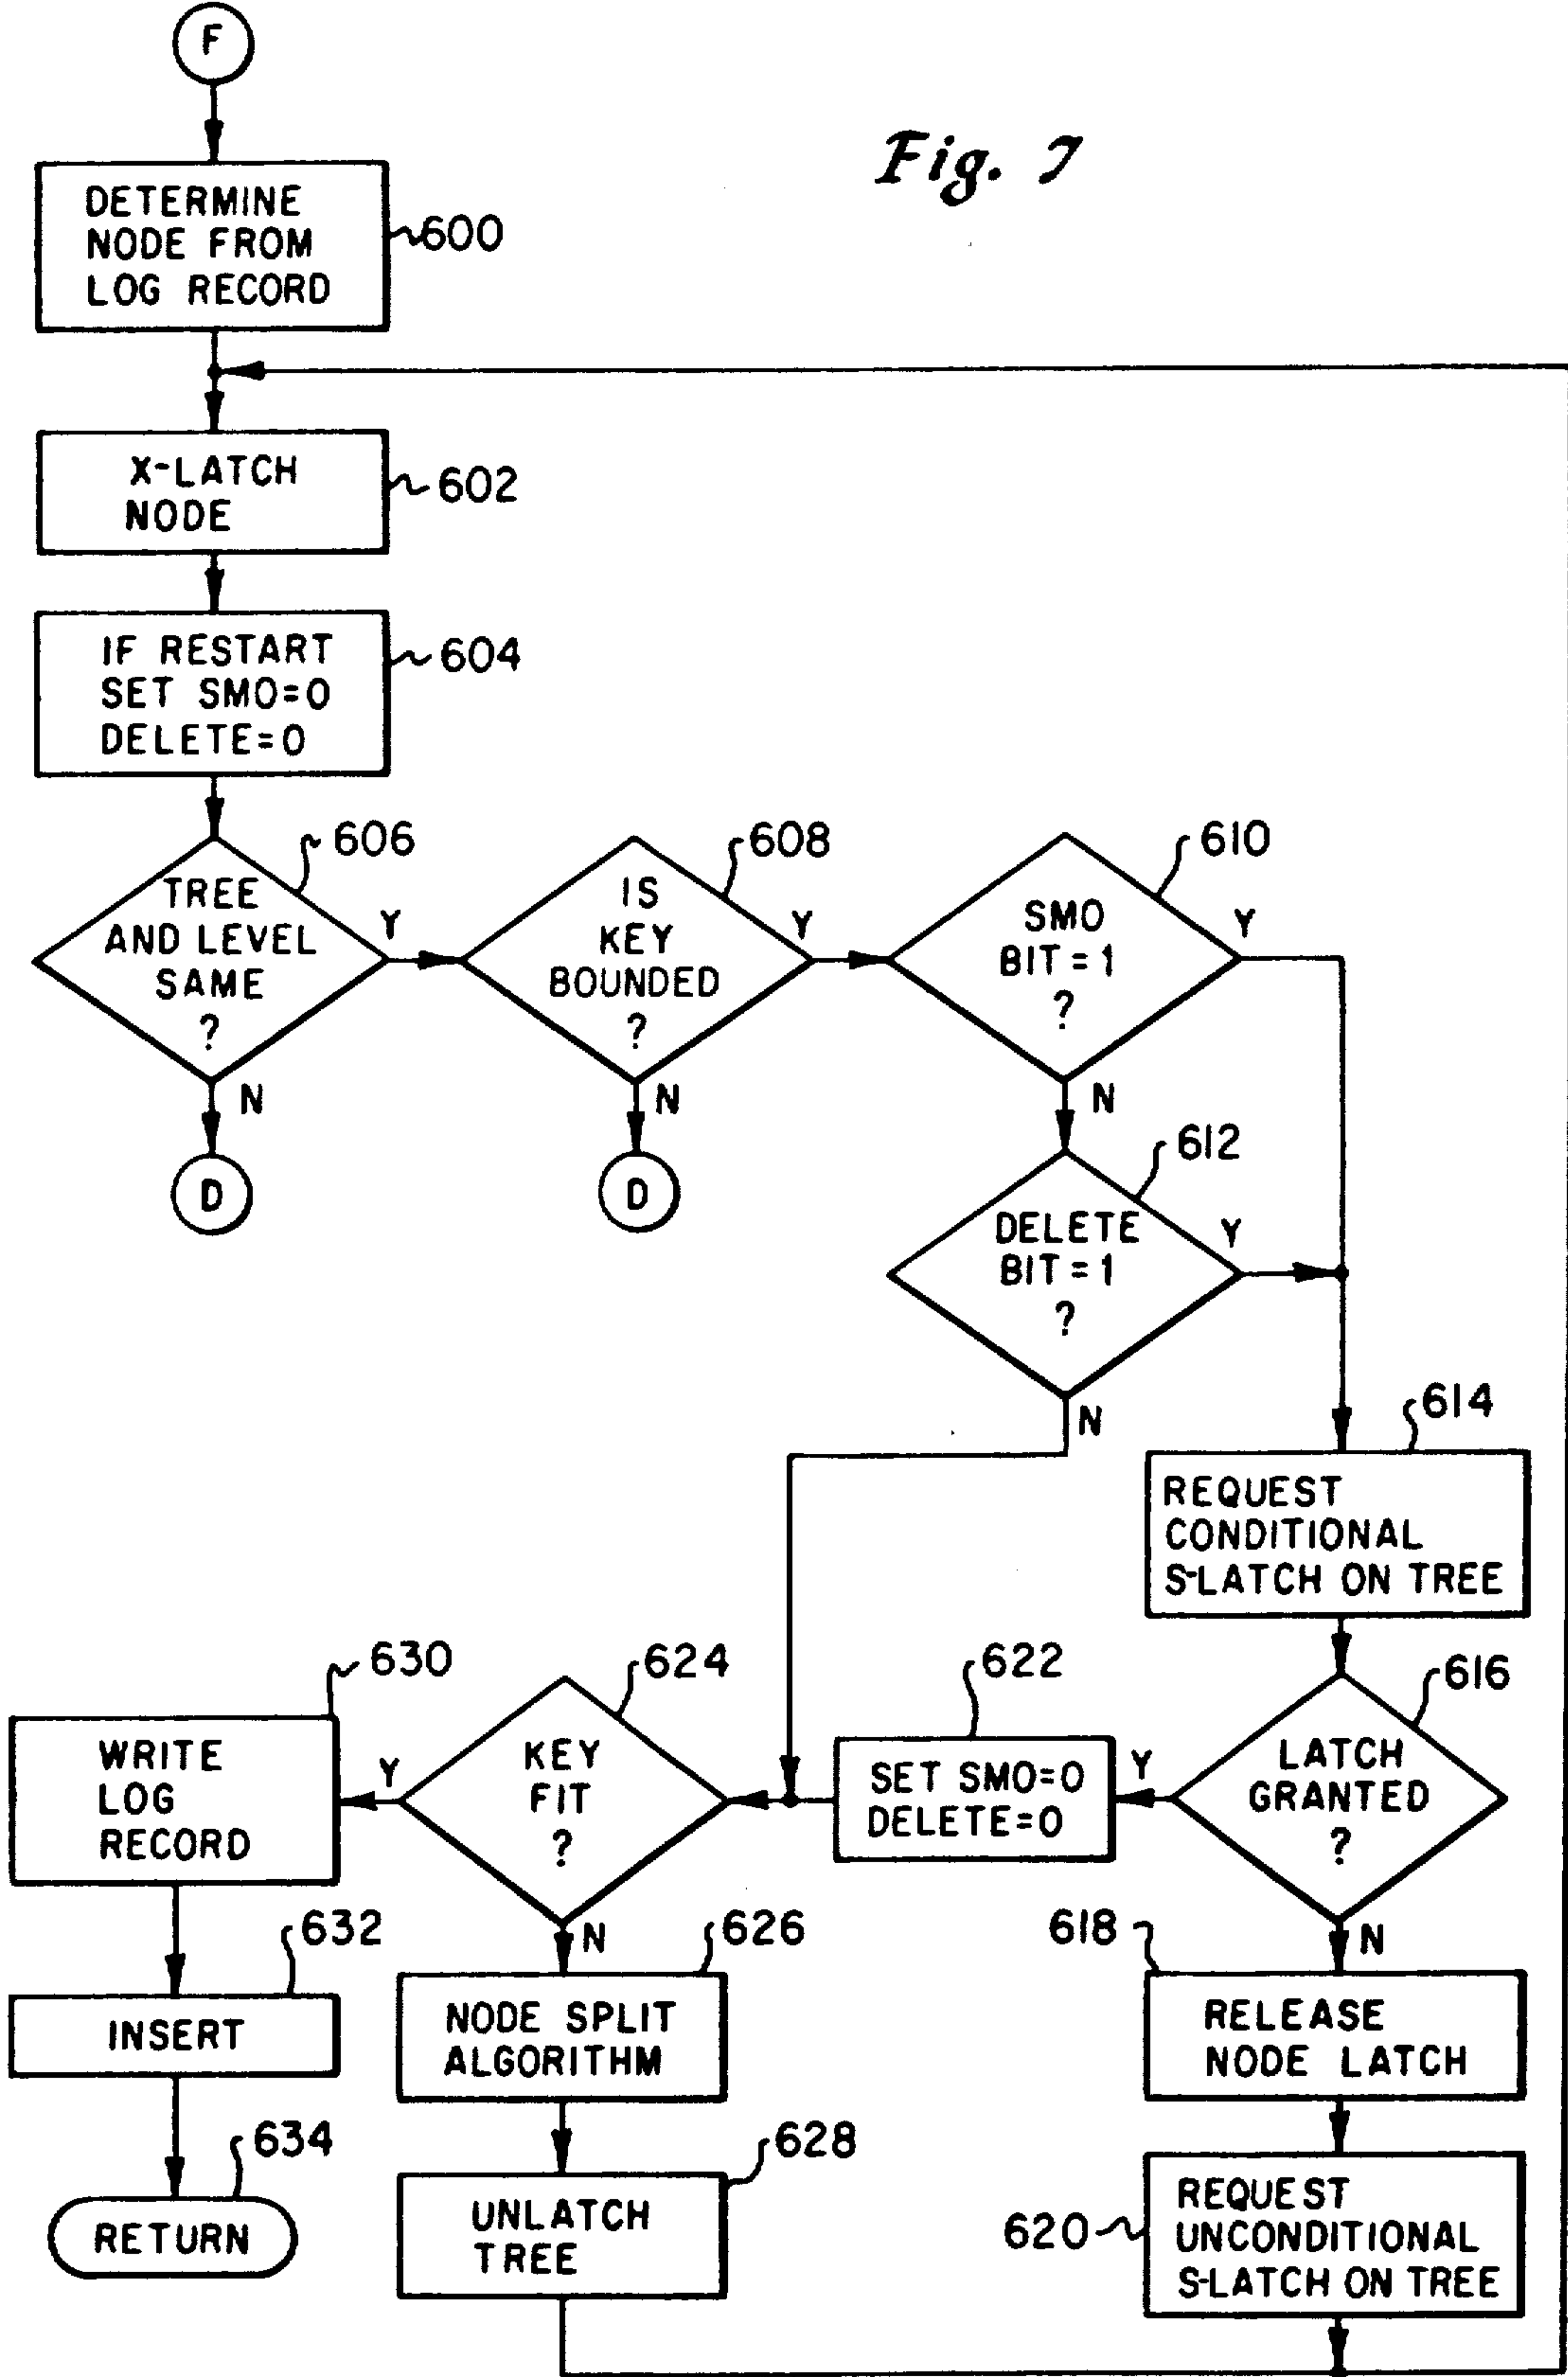 F
Fig. 7
DETERMINE
NODE FROM
LOG RECORD
600
X-LATCH
NODE
602
IF RESTART
SET SMO=0
DELETE=0
604
606
TREE
AND LEVEL
SAME
?
Y
N
D
608
IS
KEY
BOUNDED
?
Y
N
D
610
SMO
BIT = 1
?
Y
N
612
DELETE
BIT = 1
?
Y
N
614
REQUEST
CONDITIONAL
S-LATCH ON TREE
616
LATCH
GRANTED
?
Y
N
622
SET SMO=0
DELETE=0
624
KEY
FIT
?
Y
N
630
WRITE
LOG
RECORD
632
INSERT
634
RETURN
626
NODE SPLIT
ALGORITHM
628
UNLATCH
TREE
618
RELEASE
NODE LATCH
620
REQUEST
UNCONDITIONAL
S-LATCH ON TREE